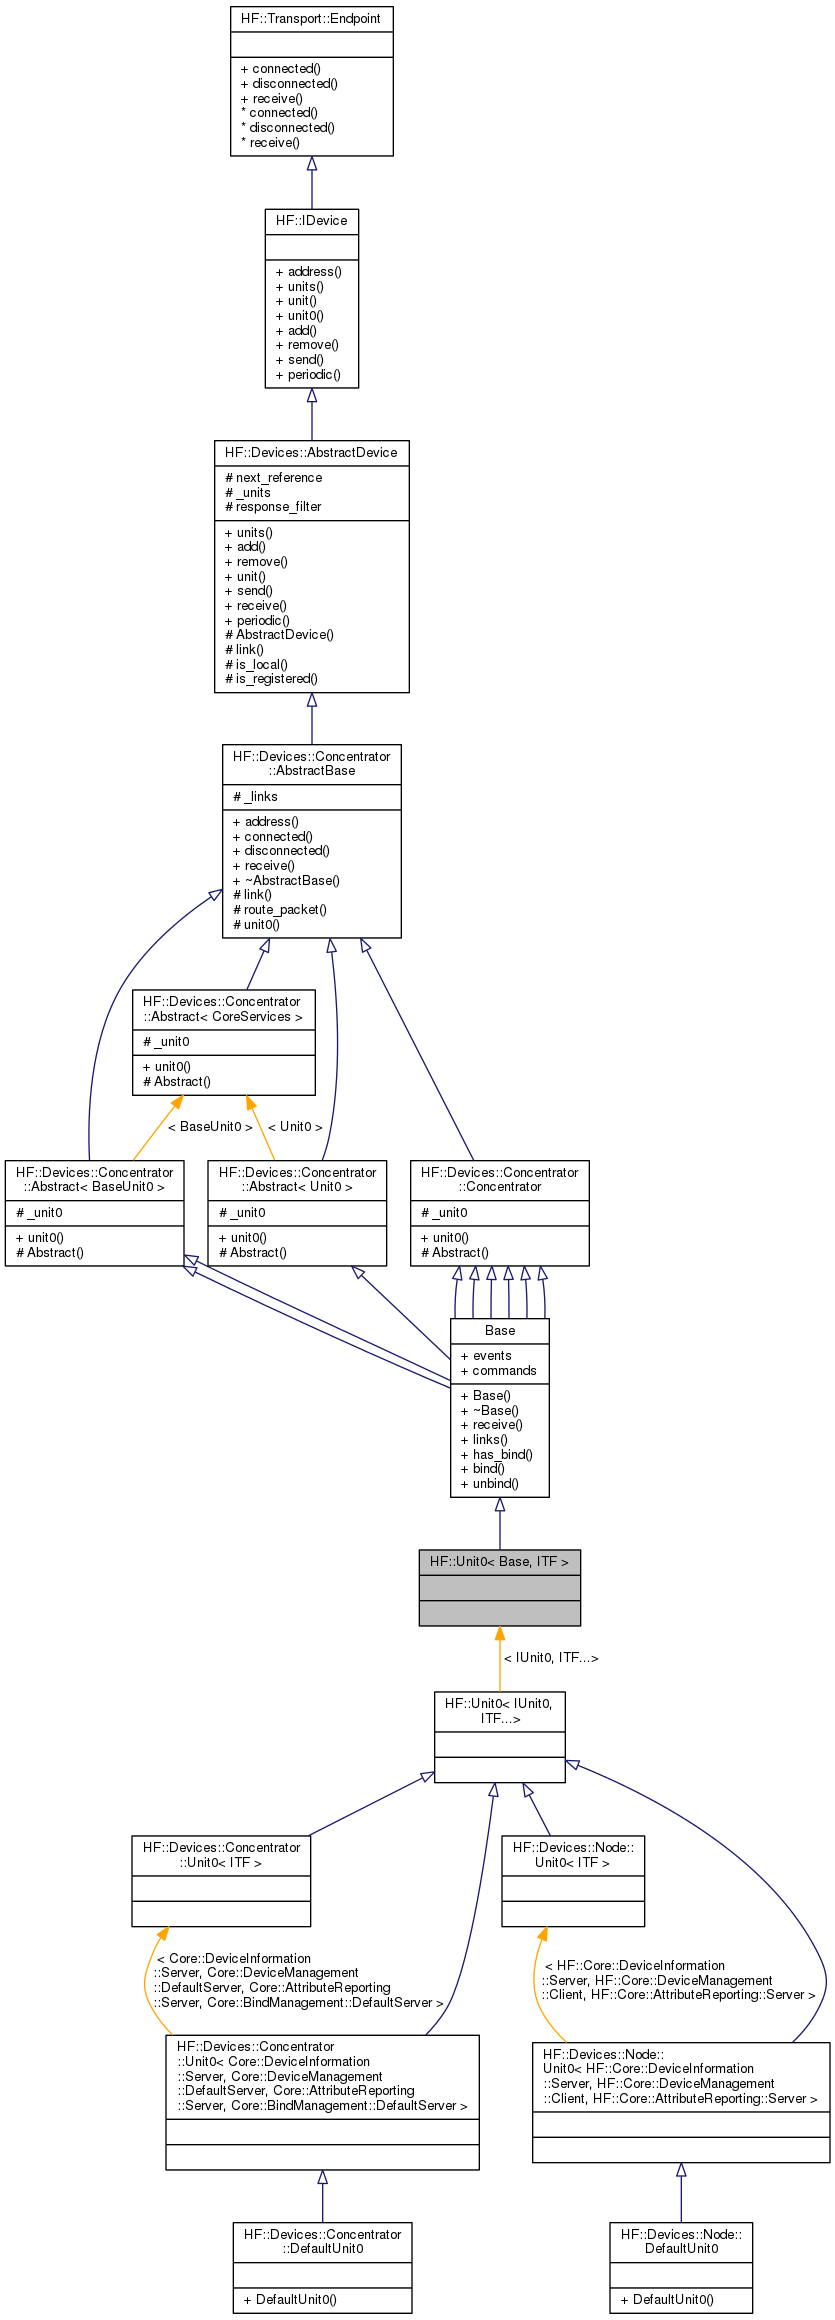 HF::Transport::Endpoint
+ connected()
+ disconnected()
+ receive()
* connected()
* disconnected()
* receive()
HF::IDevice
+ address()
+ units()
+ unit()
+ unit0()
+ add()
+ remove()
+ send()
+ periodic()
HF::Devices::AbstractDevice
# next_reference
# _units
# response_filter
+ units()
+ add()
+ remove()
+ unit()
+ send()
+ receive()
+ periodic()
# AbstractDevice()
# link()
# is_local()
# is_registered()
HF::Devices::Concentrator
::AbstractBase
# _links
+ address()
+ connected()
+ disconnected()
+ receive()
+ ~AbstractBase()
# link()
# route_packet()
# unit0()
HF::Devices::Concentrator
::Abstract< CoreServices >
# _unit0
+ unit0()
# Abstract()
< BaseUnit0 >
< Unit0 >
HF::Devices::Concentrator
::Abstract< BaseUnit0 >
# _unit0
+ unit0()
# Abstract()
HF::Devices::Concentrator
::Abstract< Unit0 >
# _unit0
+ unit0()
# Abstract()
HF::Devices::Concentrator
::Concentrator
# _unit0
+ unit0()
# Abstract()
Base
+ events
+ commands
+ Base()
+ ~Base()
+ receive()
+ links()
+ has_bind()
+ bind()
+ unbind()
HF::Unit0< Base, ITF >
< IUnit0, ITF...>
HF::Unit0< IUnit0,
ITF...>
HF::Devices::Concentrator
::Unit0< ITF >
HF::Devices::Node::
Unit0< ITF >
< Core::DeviceInformation
::Server, Core::DeviceManagement
::DefaultServer, Core::AttributeReporting
::Server, Core::BindManagement::DefaultServer >
< HF::Core::DeviceInformation
::Server, HF::Core::DeviceManagement
::Client, HF::Core::AttributeReporting::Server >
HF::Devices::Concentrator
::Unit0< Core::DeviceInformation
::Server, Core::DeviceManagement
::DefaultServer, Core::AttributeReporting
::Server, Core::BindManagement::DefaultServer >
HF::Devices::Node::
Unit0< HF::Core::DeviceInformation
::Server, HF::Core::DeviceManagement
::Client, HF::Core::AttributeReporting::Server >
HF::Devices::Concentrator
::DefaultUnit0
+ DefaultUnit0()
HF::Devices::Node::
DefaultUnit0
+ DefaultUnit0()